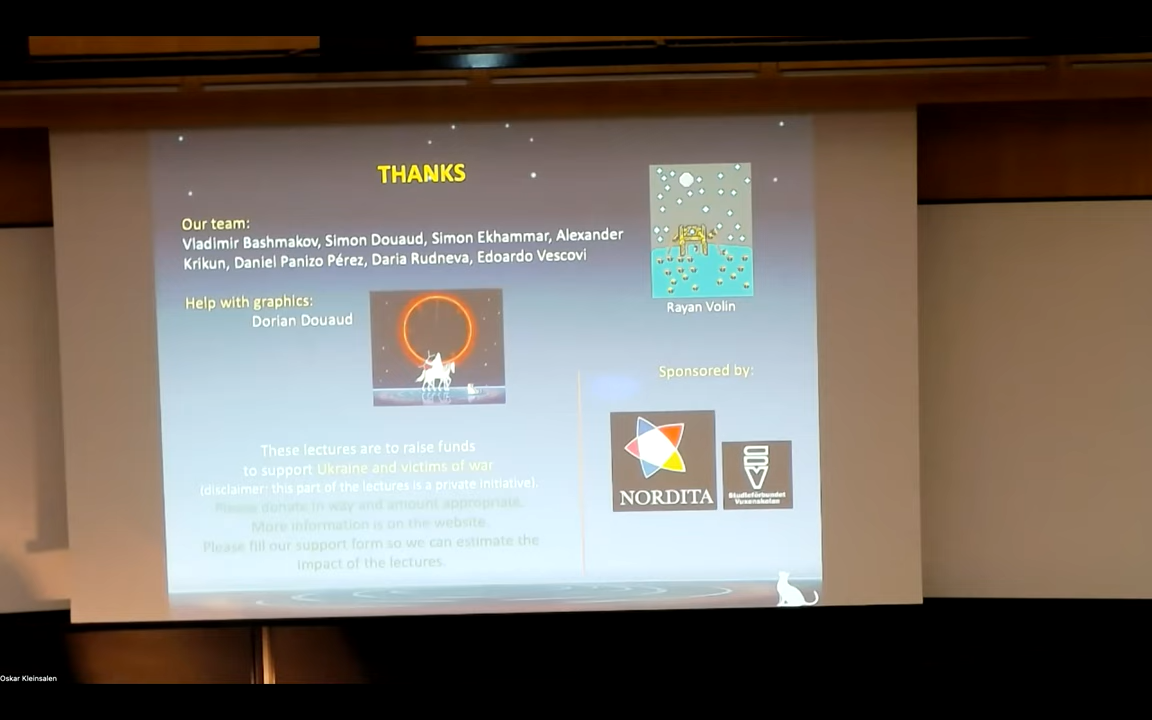 THANKS
Our team:
Vladimir Bashmakov, Simon Douaud, Simon Ekhammar, Alexander
Krikun, Daniel Panizo Pérez, Daria Rudneva, Edoardo Vescovi
Help with graphics:
Dorian Douaud
Rayan Volin
Sponsored by:
NORDITA
Studieförbundet
Vuxenskolan
These lectures are to raise funds
to support Ukraine and victims of war
(disclaimer: this part of the lectures is a private initiative).
Please donate in way and amount appropriate.
More information is on the website.
Please fill our support form so we can estimate the
impact of the lectures.
Oskar Kleinsalen